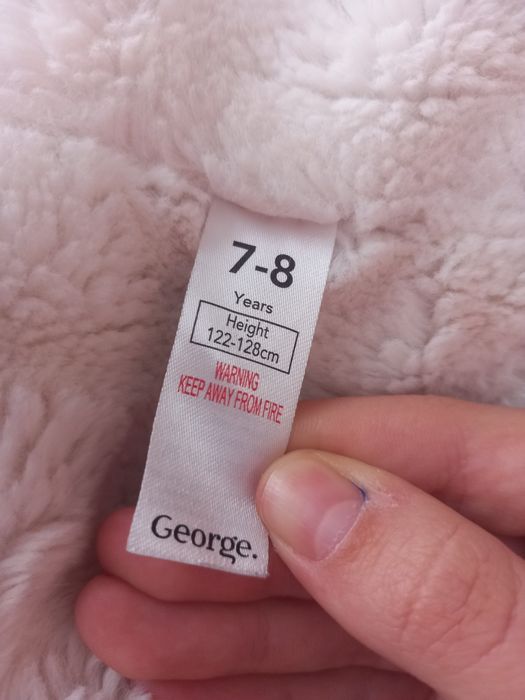 7-8
Years
Height
122-128cm
WARNING
KEEP AWAY FROM FIRE
George.